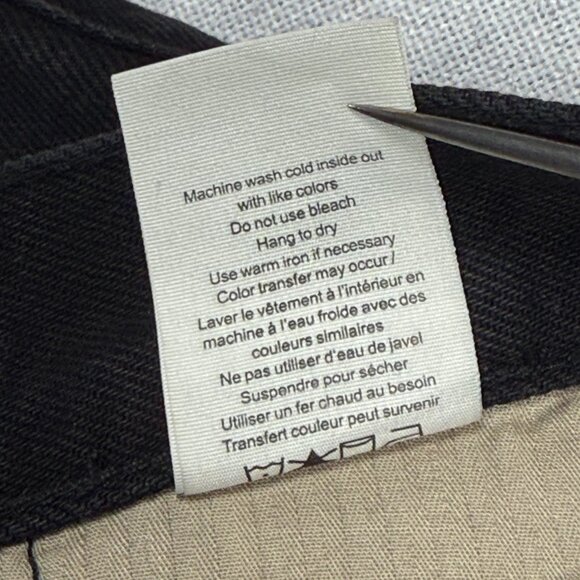 Machine wash cold inside out
with like colors
Do not use bleach
Hang to dry
Use warm iron if necessary
Color transfer may occur /
Laver le vêtement à l'intérieur en
machine à l'eau froide avec des
couleurs similaires
Ne pas utiliser d'eau de javel
Suspendre pour sécher
Utiliser un fer chaud au besoin
Transfert couleur peut survenir